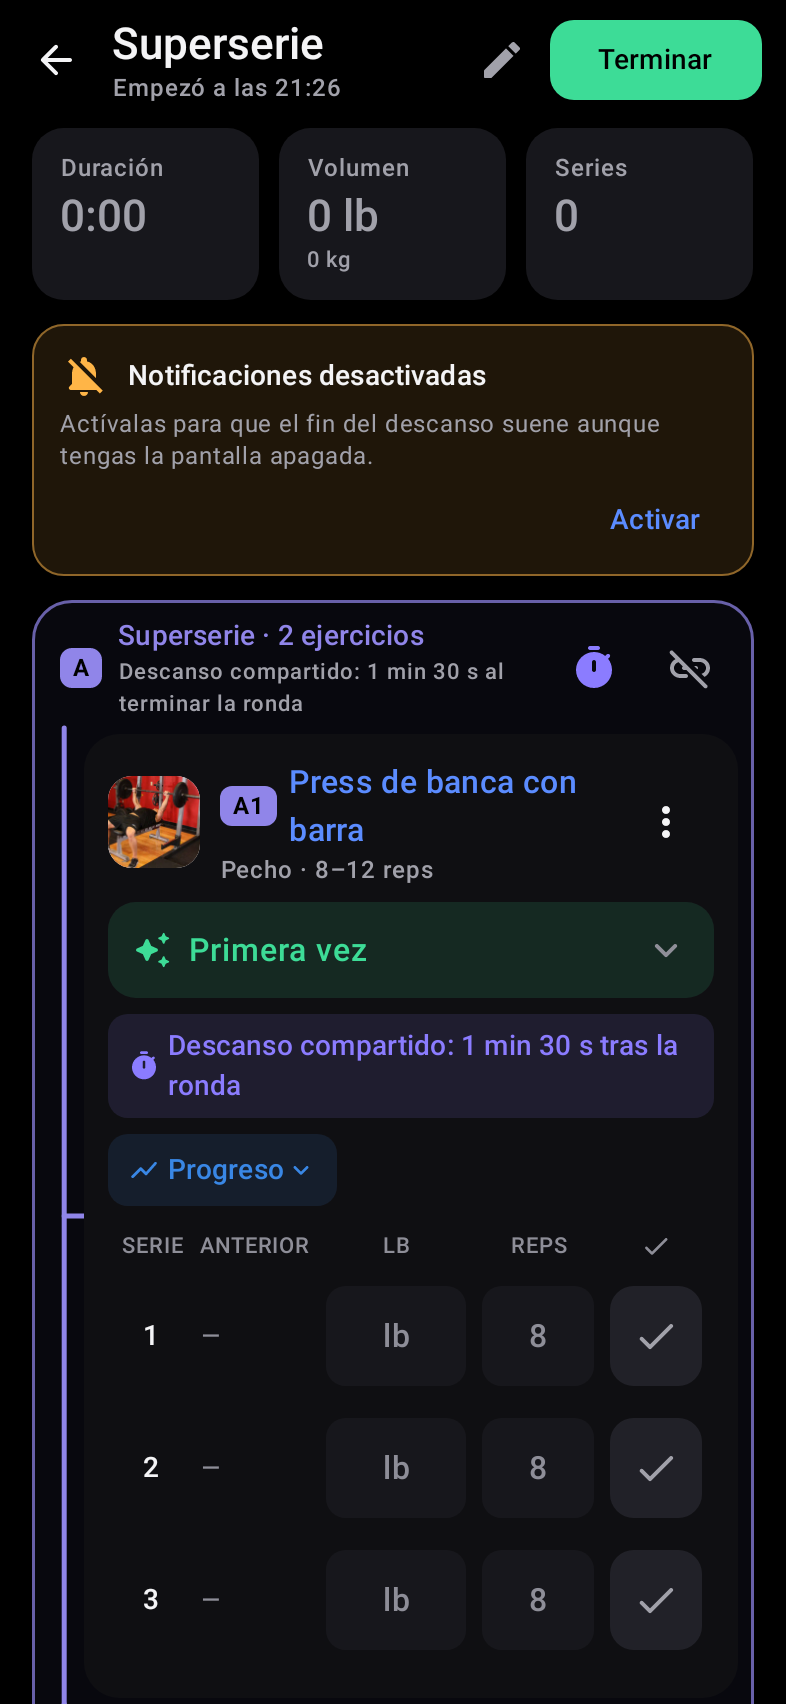 Superserie
Empezó a las 21:26
Terminar
Duración
0:00
Volumen
0 lb
0 kg
Series
0
Notificaciones desactivadas
Actívalas para que el fin del descanso suene aunque
tengas la pantalla apagada.
Activar
A
Superserie · 2 ejercicios
Descanso compartido: 1 min 30 s al
terminar la ronda
A1
Press de banca con
barra
Pecho · 8–12 reps
Primera vez
Descanso compartido: 1 min 30 s tras la
ronda
Progreso
SERIE ANTERIOR LB REPS ✓
1 – lb 8 ✓
2 – lb 8 ✓
3 – lb 8 ✓